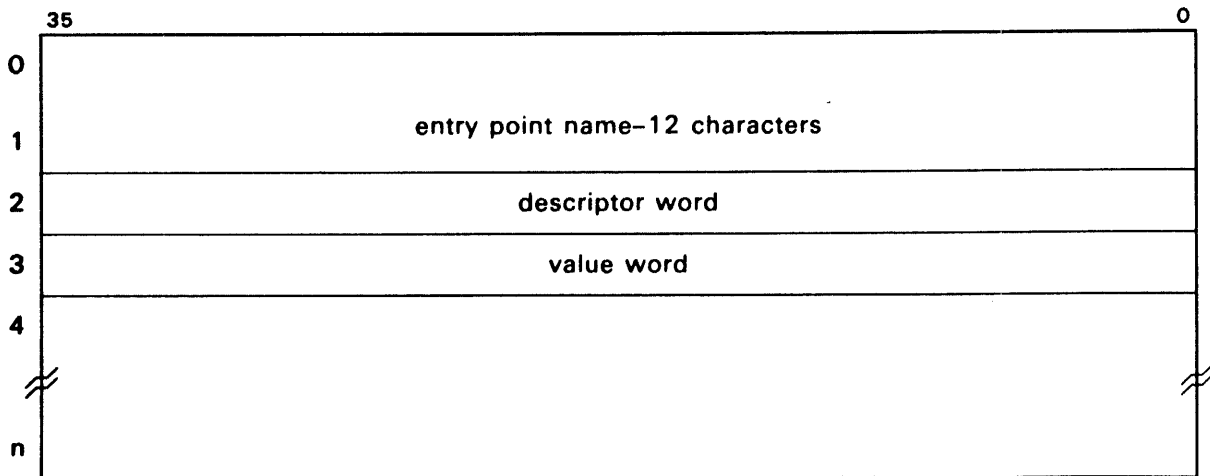 35 0
0
1 entry point name–12 characters
2 descriptor word
3 value word
4
n